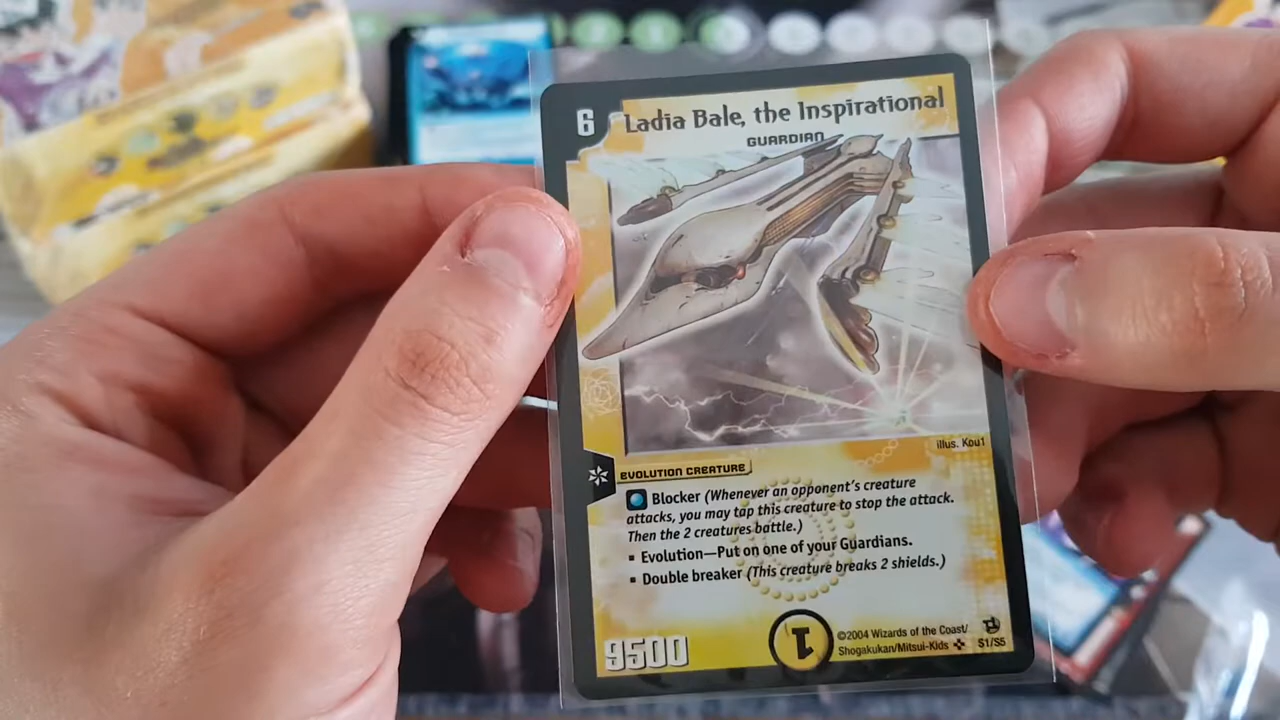 6
Ladia Bale, the Inspirational
GUARDIAN
illus. Kou1
EVOLUTION CREATURE
Blocker (Whenever an opponent's creature
attacks, you may tap this creature to stop the attack.
Then the 2 creatures battle.)
▪ Evolution—Put on one of your Guardians.
▪ Double breaker (This creature breaks 2 shields.)
9500
1
©2004 Wizards of the Coast/
Shogakukan/Mitsui-Kids
S1/S5